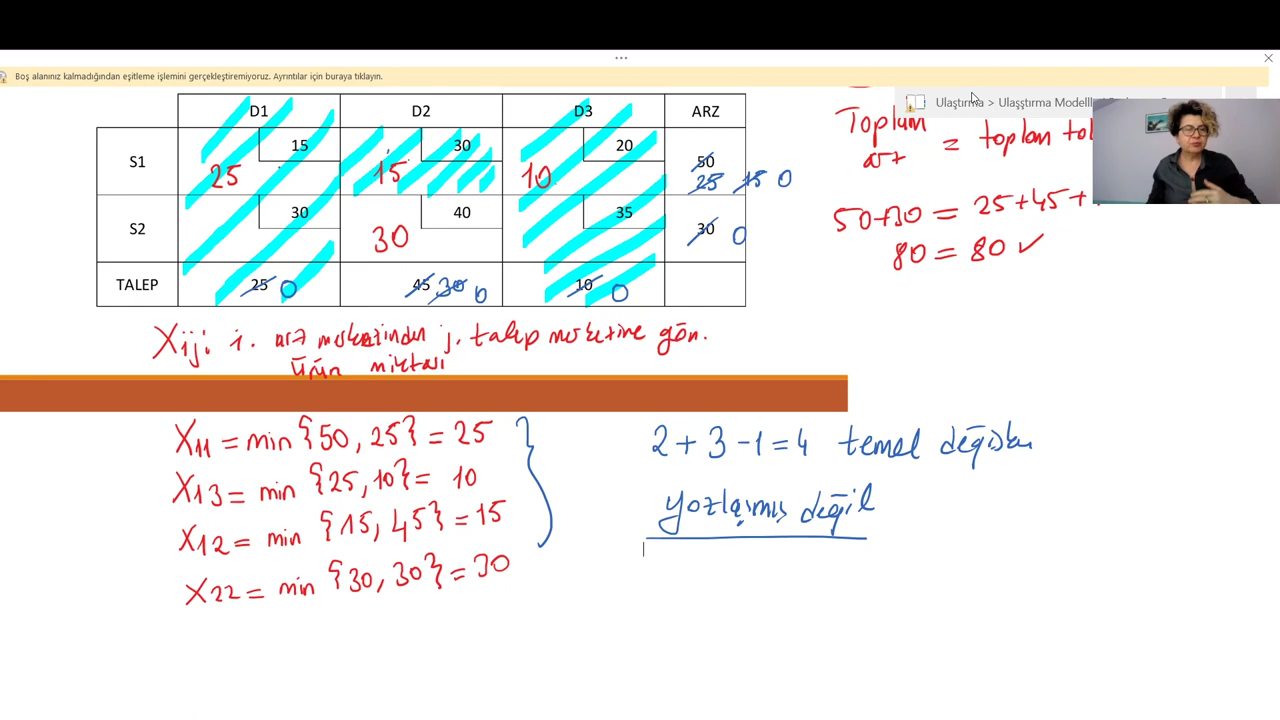 Boş alanınız kalmadığından eşitleme işlemini gerçekleştiremiyoruz. Ayrıntılar için buraya tıklayın.
Ulaştırma > Ulaşştırma Modelll
D1 D2 D3 ARZ
S1 15 25 30 15 20 10 50 25 15 0
S2 30 40 30 35 30 0
TALEP 25 0 45 30 0 10 0
Toplam arz = toplam tal
50+30 = 25+45+
80 = 80 ✓
Xij: i. arz merkezinden j. talep merkezine gön.
ürün miktarı
X11 = min {50, 25} = 25
X13 = min {25, 10} = 10
X12 = min {15, 45} = 15
X22 = min {30, 30} = 30
2 + 3 - 1 = 4 temel değişken
yozlaşmış değil